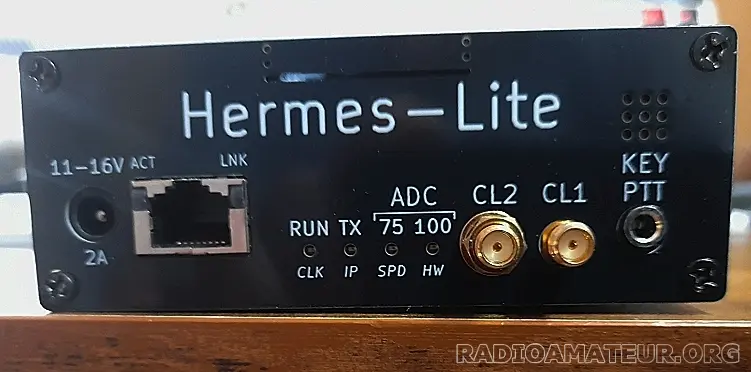 Hermes-Lite
11-16V ACT LNK
2A
ADC
RUN TX 75 100
CLK IP SPD HW
CL2 CL1
KEY
PTT
RADIOAMATEUR.ORG